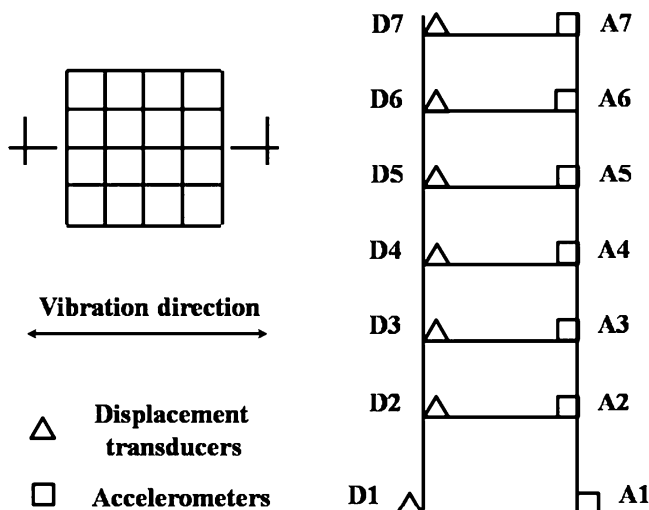 Vibration direction
Displacement
transducers
Accelerometers
D7 A7
D6 A6
D5 A5
D4 A4
D3 A3
D2 A2
D1 A1